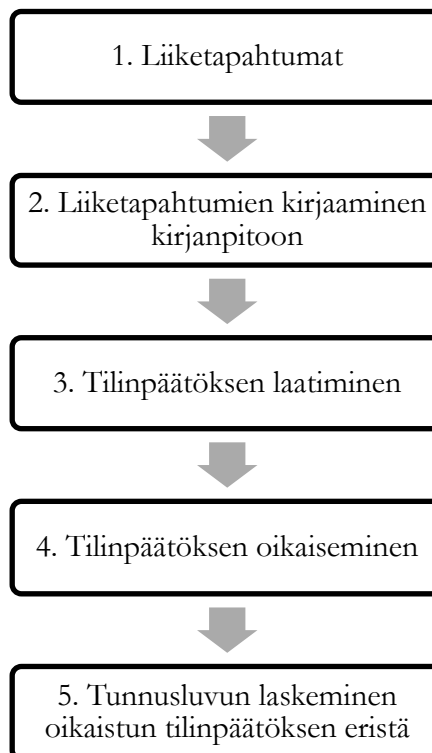 1. Liiketapahtumat
2. Liiketapahtumien kirjaaminen
kirjanpitoon
3. Tilinpäätöksen laatiminen
4. Tilinpäätöksen oikaiseminen
5. Tunnusluvun laskeminen
oikaistun tilinpäätöksen eristä